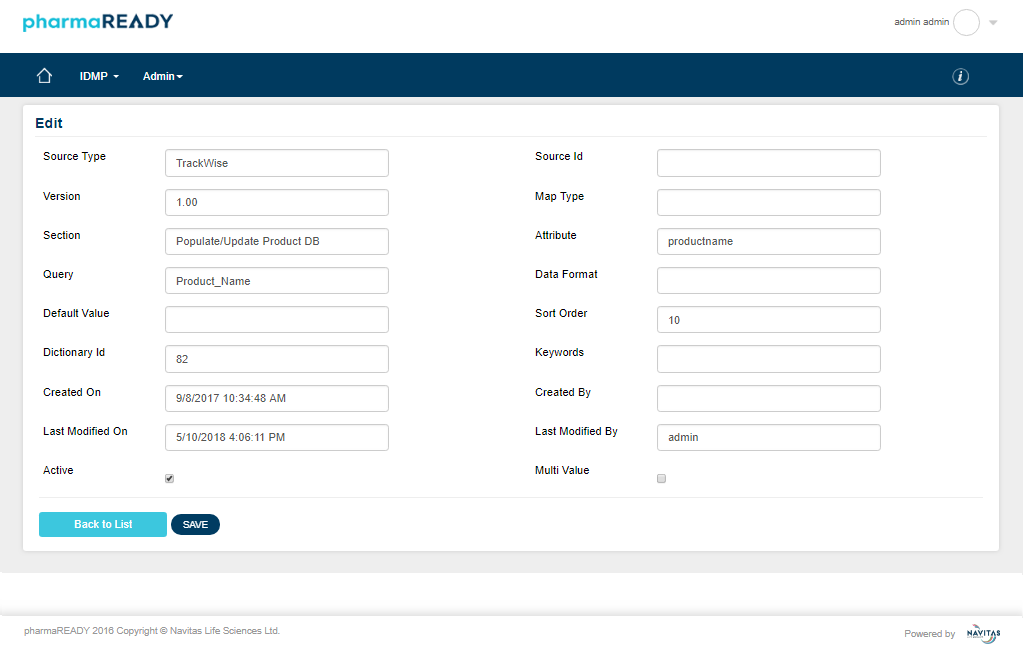 pharmaREADY
admin admin
IDMP
Admin
i
Edit
Source Type TrackWise Source Id
Version 1.00 Map Type
Section Populate/Update Product DB Attribute productname
Query Product_Name Data Format
Default Value Sort Order 10
Dictionary Id 82 Keywords
Created On 9/8/2017 10:34:48 AM Created By
Last Modified On 5/10/2018 4:06:11 PM Last Modified By admin
Active Multi Value
Back to List SAVE
pharmaREADY 2016 Copyright © Navitas Life Sciences Ltd.
Powered by NAVITAS